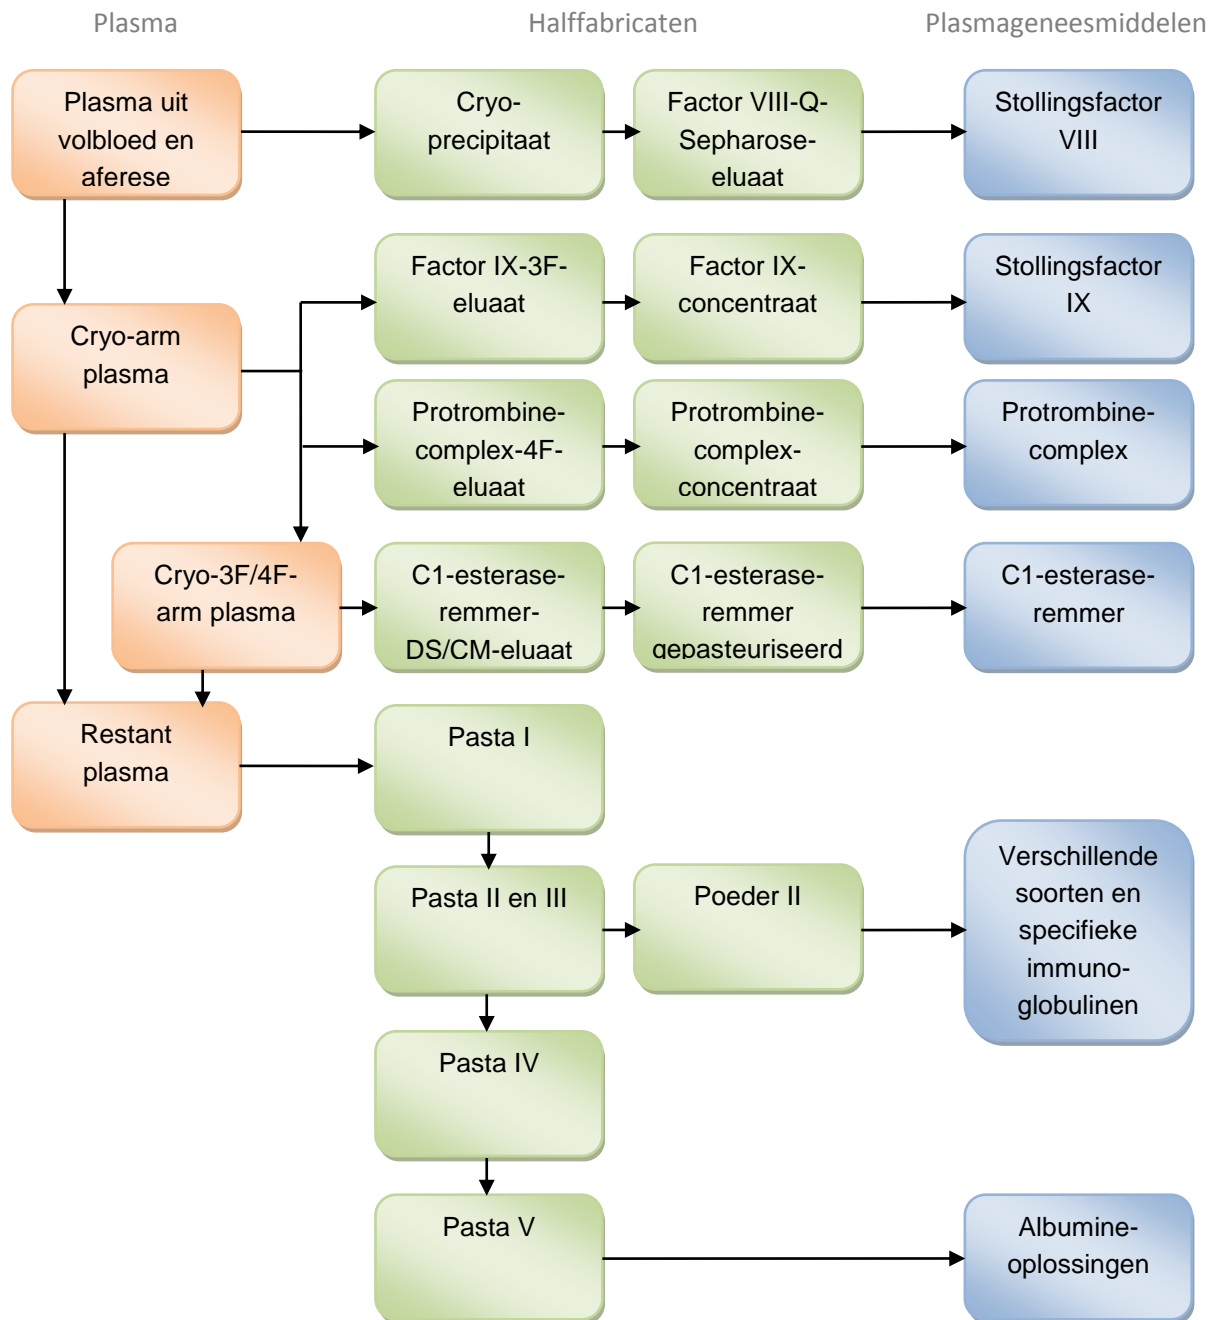 Plasma
Halffabricaten
Plasmageneesmiddelen
Plasma uit
volbloed en
aferese
Cryo-
precipitaat
Factor VIII-Q-
Sepharose-
eluaat
Stollingsfactor
VIII
Cryo-arm
plasma
Factor IX-3F-
eluaat
Factor IX-
concentraat
Stollingsfactor
IX
Protrombine-
complex-4F-
eluaat
Protrombine-
complex-
concentraat
Protrombine-
complex
Cryo-3F/4F-
arm plasma
C1-esterase-
remmer-
DS/CM-eluaat
C1-esterase-
remmer
gepasteuriseerd
C1-esterase-
remmer
Restant
plasma
Pasta I
Pasta II en III
Poeder II
Verschillende
soorten en
specifieke
immuno-
globulinen
Pasta IV
Pasta V
Albumine-
oplossingen